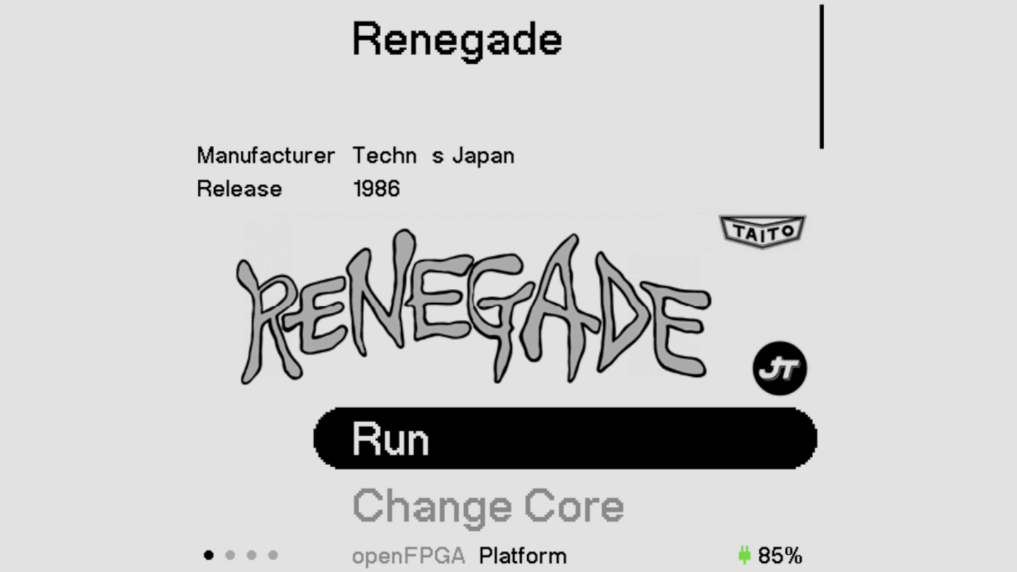 Renegade
Manufacturer Techn s Japan
Release 1986
TAITO
RENEGADE
JT
Run
Change Core
openFPGA Platform 85%